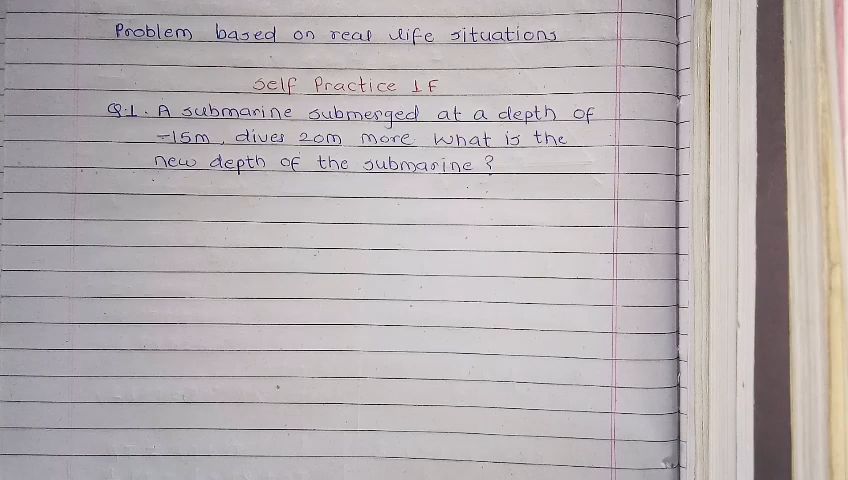 Problem based on real life situations
Self Practice 1F
Q.1. A submarine submerged at a depth of
-15m, dives 20m more. What is the
new depth of the submarine?